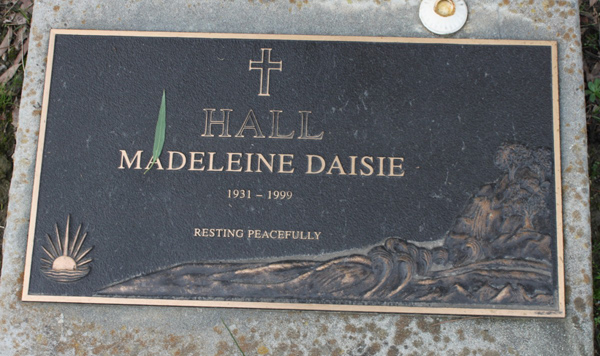 HALL
MADELEINE DAISIE
1931 – 1999
RESTING PEACEFULLY